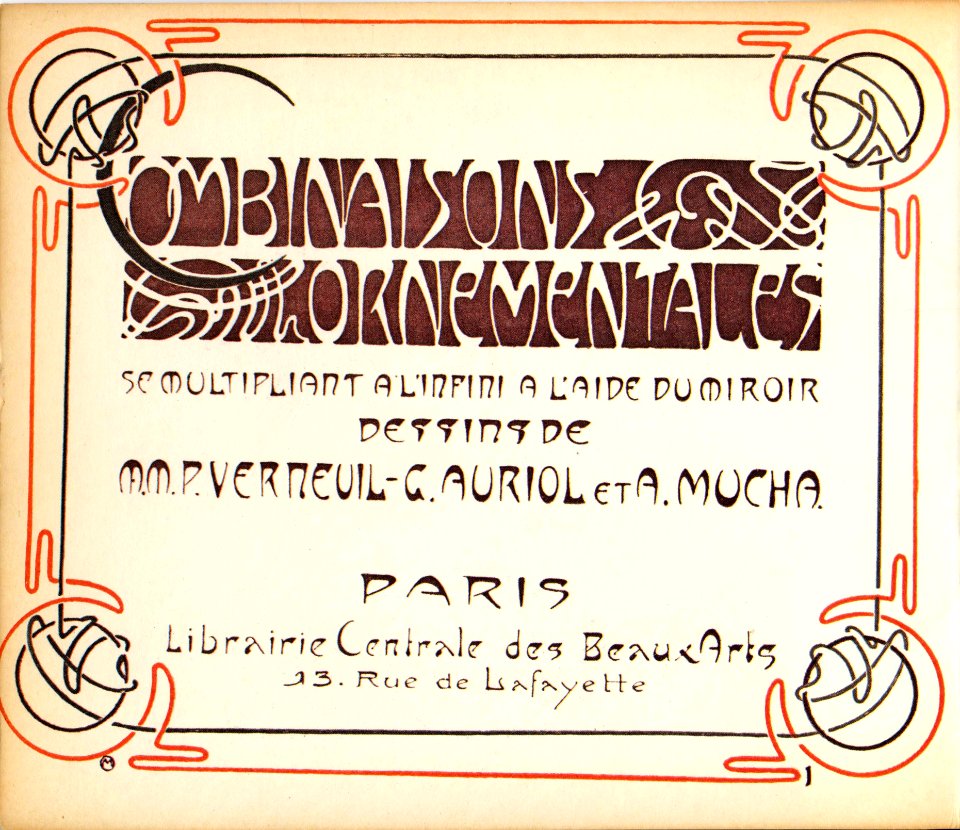 COMBINAISONS
ORNEMENTALES
SE MULTIPLIANT A L'INFINI A L'AIDE DU MIROIR
DESSINS DE
M.M. P. VERNEUIL-G. AURIOL ET A. MUCHA.
PARIS
Librairie Centrale des Beaux Arts
13. Rue de Lafayette
M
1